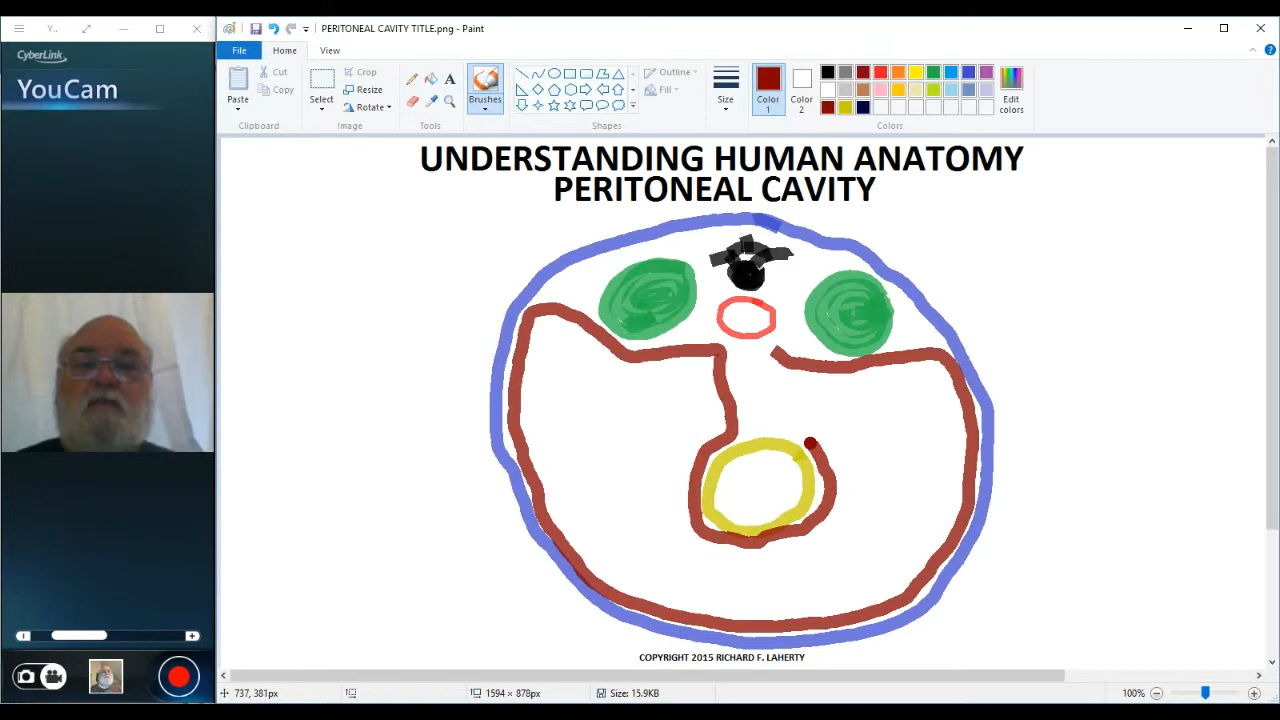 Y..
PERITONEAL CAVITY TITLE.png - Paint
CyberLink
YouCam
File
Home
View
Paste
Cut
Copy
Clipboard
Select
Crop
Resize
Rotate
Image
A
Tools
Brushes
Shapes
Outline
Fill
Size
Color
1
Color
2
Colors
Edit
colors
UNDERSTANDING HUMAN ANATOMY
PERITONEAL CAVITY
COPYRIGHT 2015 RICHARD F. LAHERTY
737, 381px
1594 × 878px
Size: 15.9KB
100%